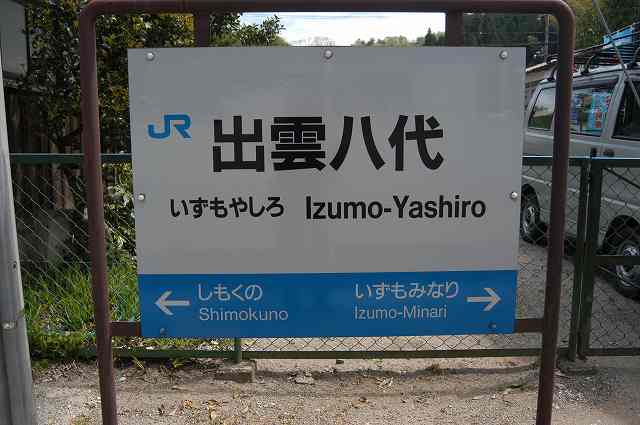 JR 出雲八代
いずもやしろ Izumo-Yashiro
← しもくの いずもみなり →
Shimokuno Izumo-Minari